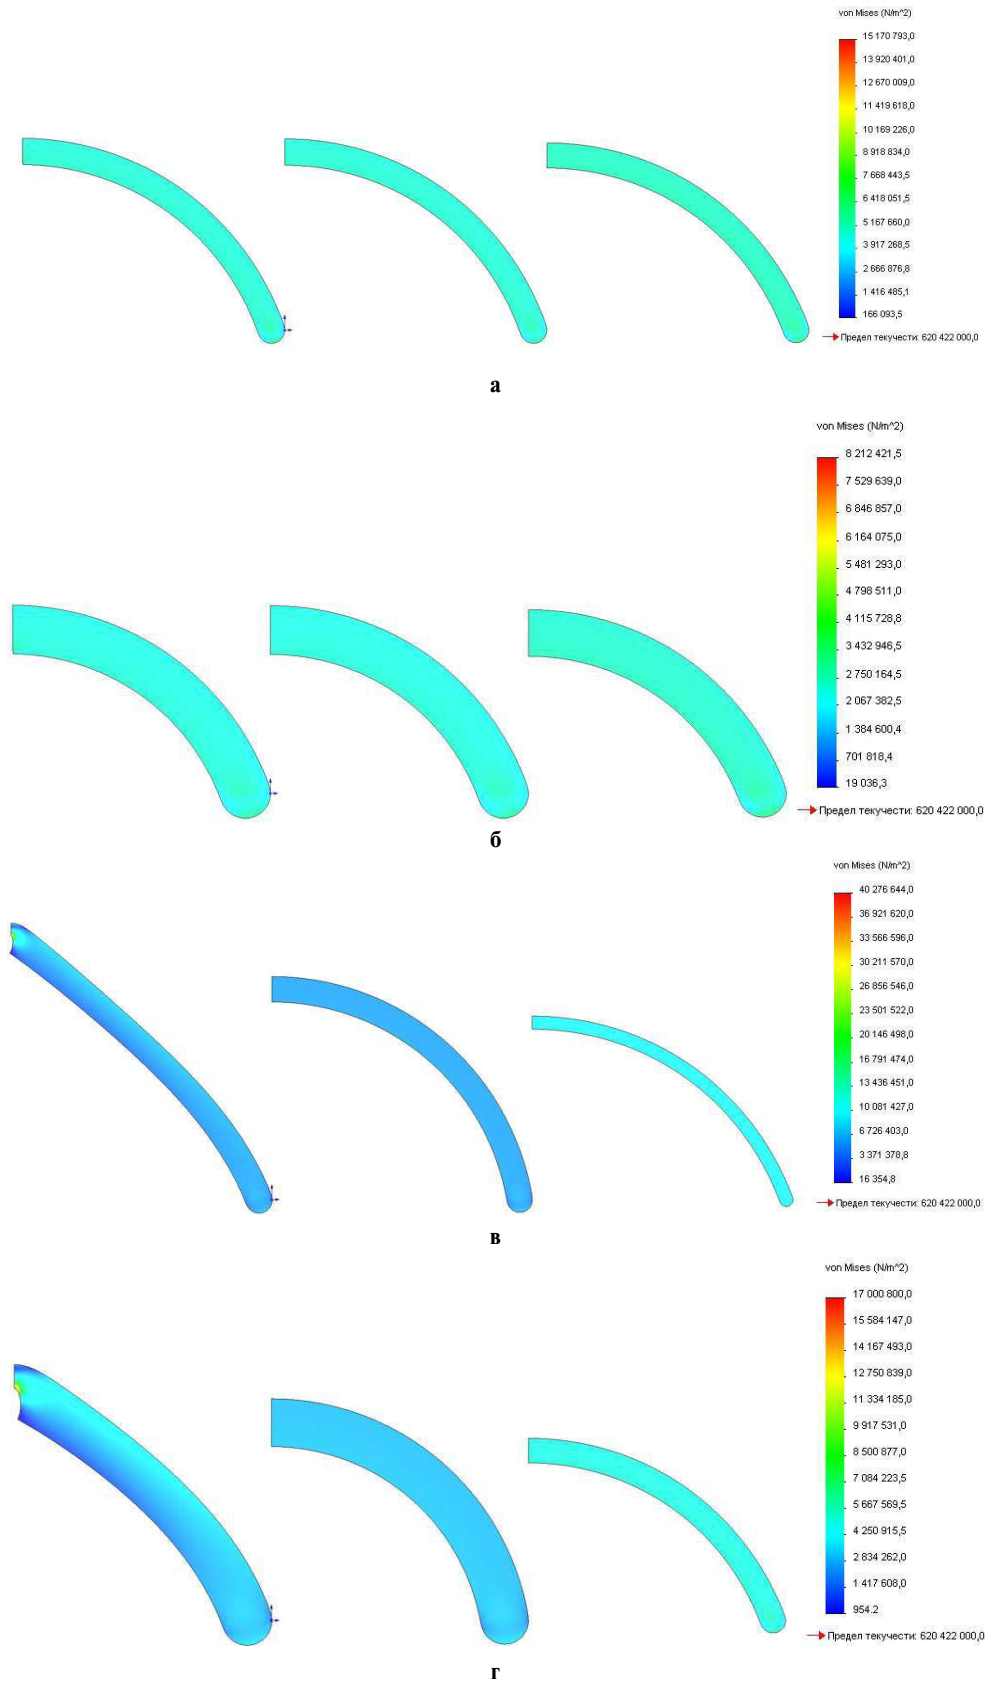 von Mises (N/m^2)
15 170 793,0
13 920 401,0
12 670 009,0
11 419 618,0
10 169 226,0
8 918 834,0
7 668 443,5
6 418 051,5
5 167 660,0
3 917 268,5
2 666 876,8
1 416 485,1
166 093,5
Предел текучести: 620 422 000,0
а
von Mises (N/m^2)
8 212 421,5
7 529 639,0
6 846 857,0
6 164 075,0
5 481 293,0
4 798 511,0
4 115 728,8
3 432 946,5
2 750 164,5
2 067 382,5
1 384 600,4
701 818,4
19 036,3
Предел текучести: 620 422 000,0
б
von Mises (N/m^2)
40 276 644,0
36 921 620,0
33 566 596,0
30 211 570,0
26 856 546,0
23 501 522,0
20 146 498,0
16 791 474,0
13 436 451,0
10 081 427,0
6 726 403,0
3 371 378,8
16 354,8
Предел текучести: 620 422 000,0
в
von Mises (N/m^2)
17 000 800,0
15 584 147,0
14 167 493,0
12 750 839,0
11 334 185,0
9 917 531,0
8 500 877,0
7 084 223,5
5 667 569,5
4 250 915,5
2 834 262,0
1 417 608,0
954.2
Предел текучести: 620 422 000,0
г